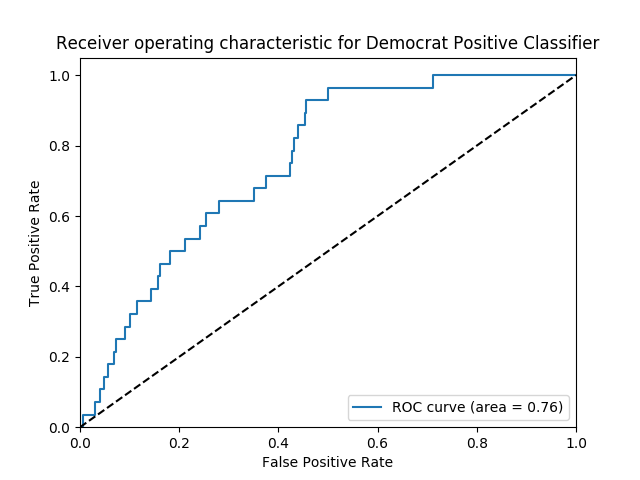 Receiver operating characteristic for Democrat Positive Classifier
1.0
0.8
0.6
0.4
0.2
0.0
True Positive Rate
ROC curve (area = 0.76)
0.0 0.2 0.4 0.6 0.8 1.0
False Positive Rate